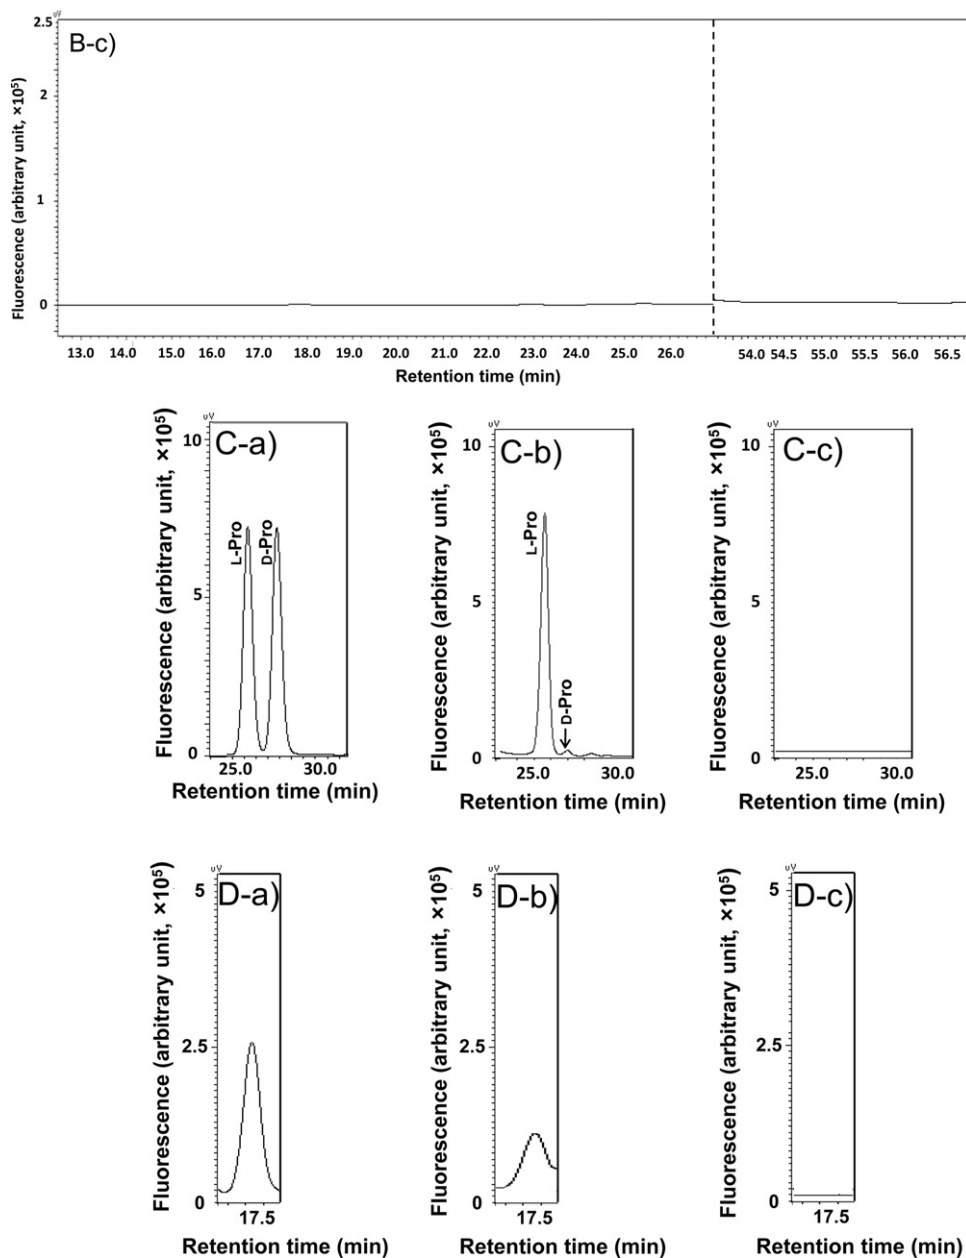 uV
B-c)
Fluorescence (arbitrary unit, ×10⁵)
2.5
2
1
0
13.0 14.0 15.0 16.0 17.0 18.0 19.0 20.0 21.0 22.0 23.0 24.0 25.0 26.0 54.0 54.5 55.0 55.5 56.0 56.5
Retention time (min)
uV
C-a)
Fluorescence (arbitrary unit, ×10⁵)
10
5
0
L-Pro
D-Pro
25.0 30.0
Retention time (min)
uV
C-b)
Fluorescence (arbitrary unit, ×10⁵)
10
5
0
L-Pro
D-Pro
25.0 30.0
Retention time (min)
uV
C-c)
Fluorescence (arbitrary unit, ×10⁵)
10
5
0
25.0 30.0
Retention time (min)
uV
D-a)
Fluorescence (arbitrary unit, ×10⁵)
5
2.5
0
17.5
Retention time (min)
uV
D-b)
Fluorescence (arbitrary unit, ×10⁵)
5
2.5
0
17.5
Retention time (min)
uV
D-c)
Fluorescence (arbitrary unit, ×10⁵)
5
2.5
0
17.5
Retention time (min)